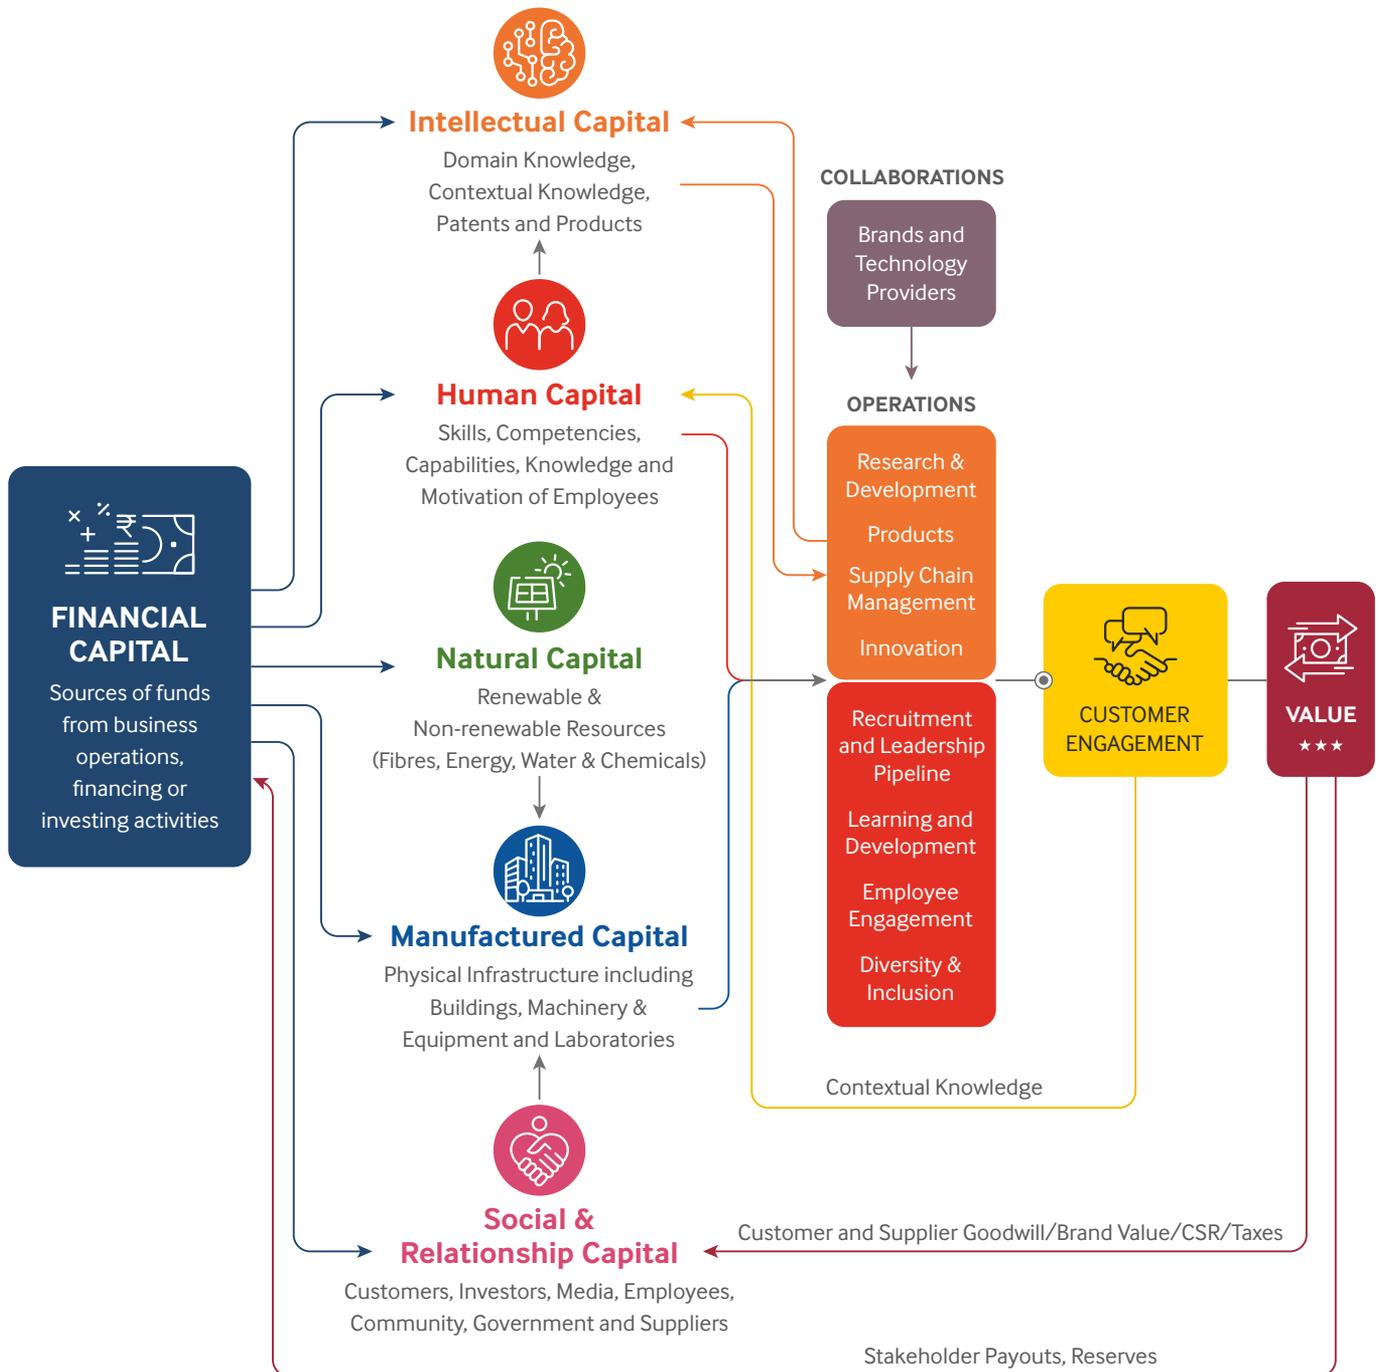 Intellectual Capital
Domain Knowledge,
Contextual Knowledge,
Patents and Products
COLLABORATIONS
Brands and
Technology
Providers
Human Capital
Skills, Competencies,
Capabilities, Knowledge and
Motivation of Employees
OPERATIONS
Research &
Development
Products
Supply Chain
Management
Innovation
Recruitment
and Leadership
Pipeline
Learning and
Development
Employee
Engagement
Diversity &
Inclusion
₹
FINANCIAL
CAPITAL
Sources of funds
from business
operations,
financing or
investing activities
Natural Capital
Renewable &
Non-renewable Resources
(Fibres, Energy, Water & Chemicals)
CUSTOMER
ENGAGEMENT
VALUE
Manufactured Capital
Physical Infrastructure including
Buildings, Machinery &
Equipment and Laboratories
Contextual Knowledge
Social &
Relationship Capital
Customers, Investors, Media, Employees,
Community, Government and Suppliers
Customer and Supplier Goodwill/Brand Value/CSR/Taxes
Stakeholder Payouts, Reserves